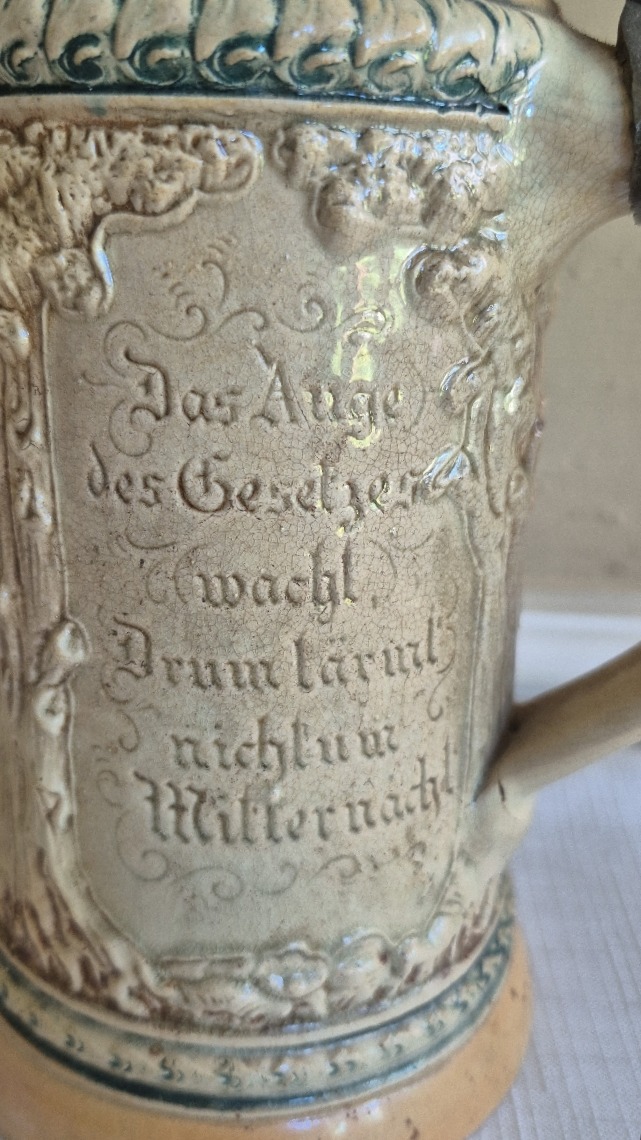 Das Auge
des Gesetzes
wacht.
Drum lärmt
nicht um
Mitternacht